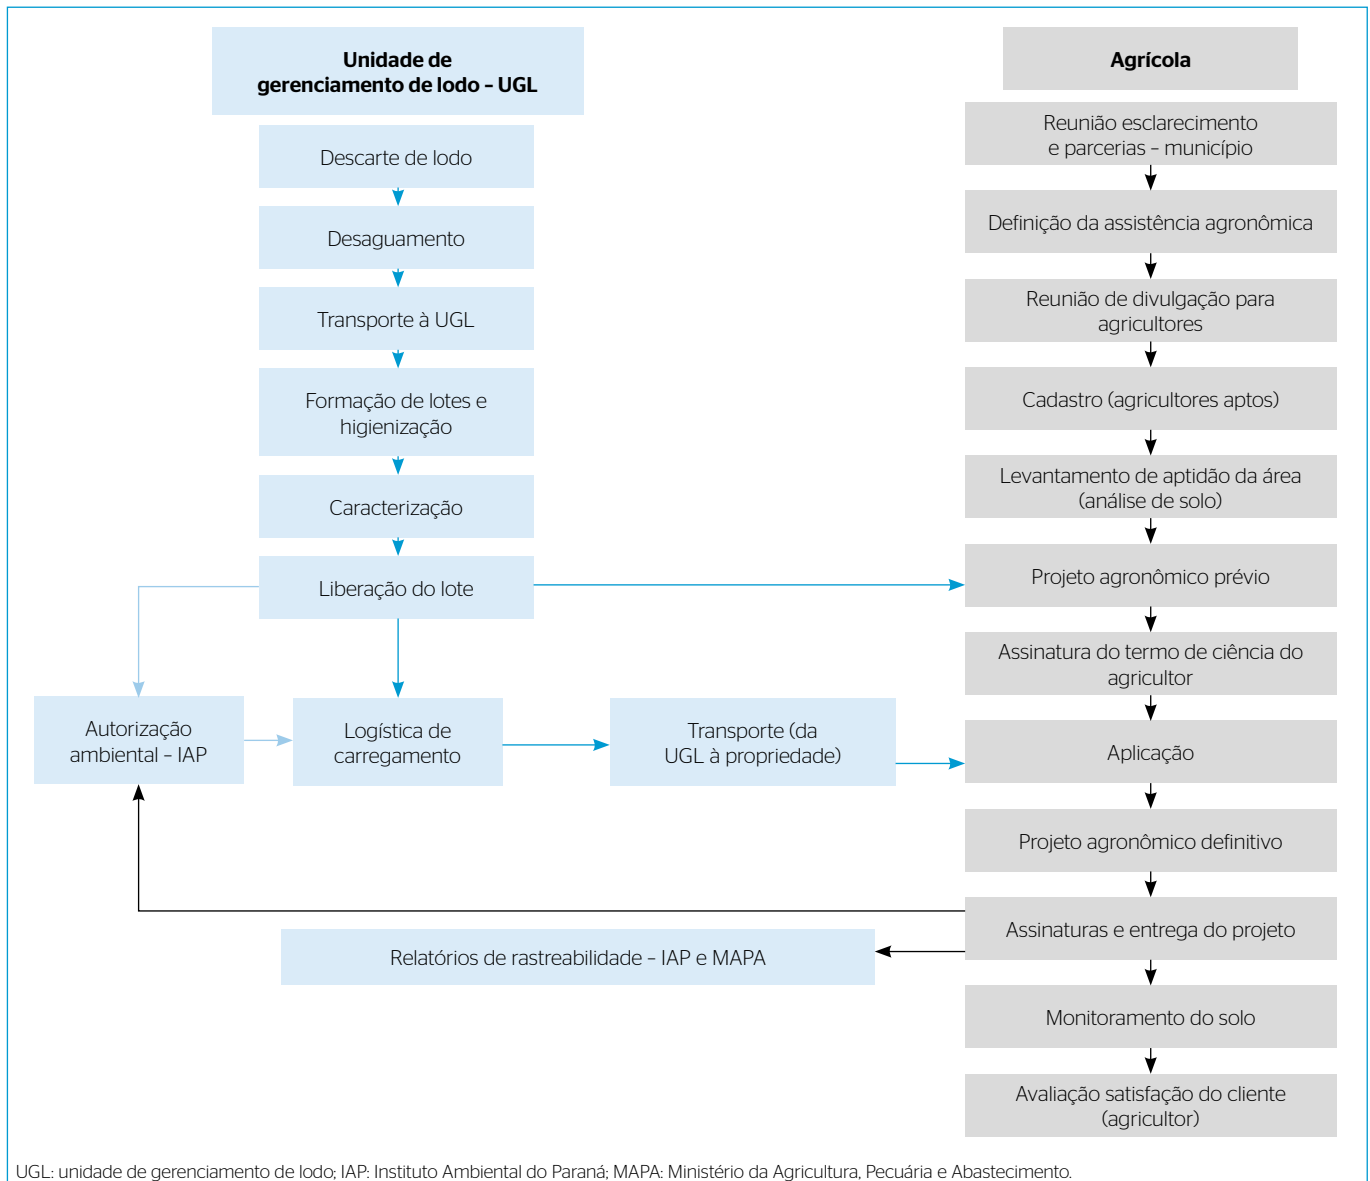 Unidade de
gerenciamento de lodo – UGL
Descarte de lodo
Desaguamento
Transporte à UGL
Formação de lotes e
higienização
Caracterização
Liberação do lote
Autorização
ambiental – IAP
Logística de
carregamento
Transporte (da
UGL à propriedade)
Relatórios de rastreabilidade – IAP e MAPA
Agrícola
Reunião esclarecimento
e parcerias – município
Definição da assistência agronômica
Reunião de divulgação para
agricultores
Cadastro (agricultores aptos)
Levantamento de aptidão da área
(análise de solo)
Projeto agronômico prévio
Assinatura do termo de ciência do
agricultor
Aplicação
Projeto agronômico definitivo
Assinaturas e entrega do projeto
Monitoramento do solo
Avaliação satisfação do cliente
(agricultor)
UGL: unidade de gerenciamento de lodo; IAP: Instituto Ambiental do Paraná; MAPA: Ministério da Agricultura, Pecuária e Abastecimento.